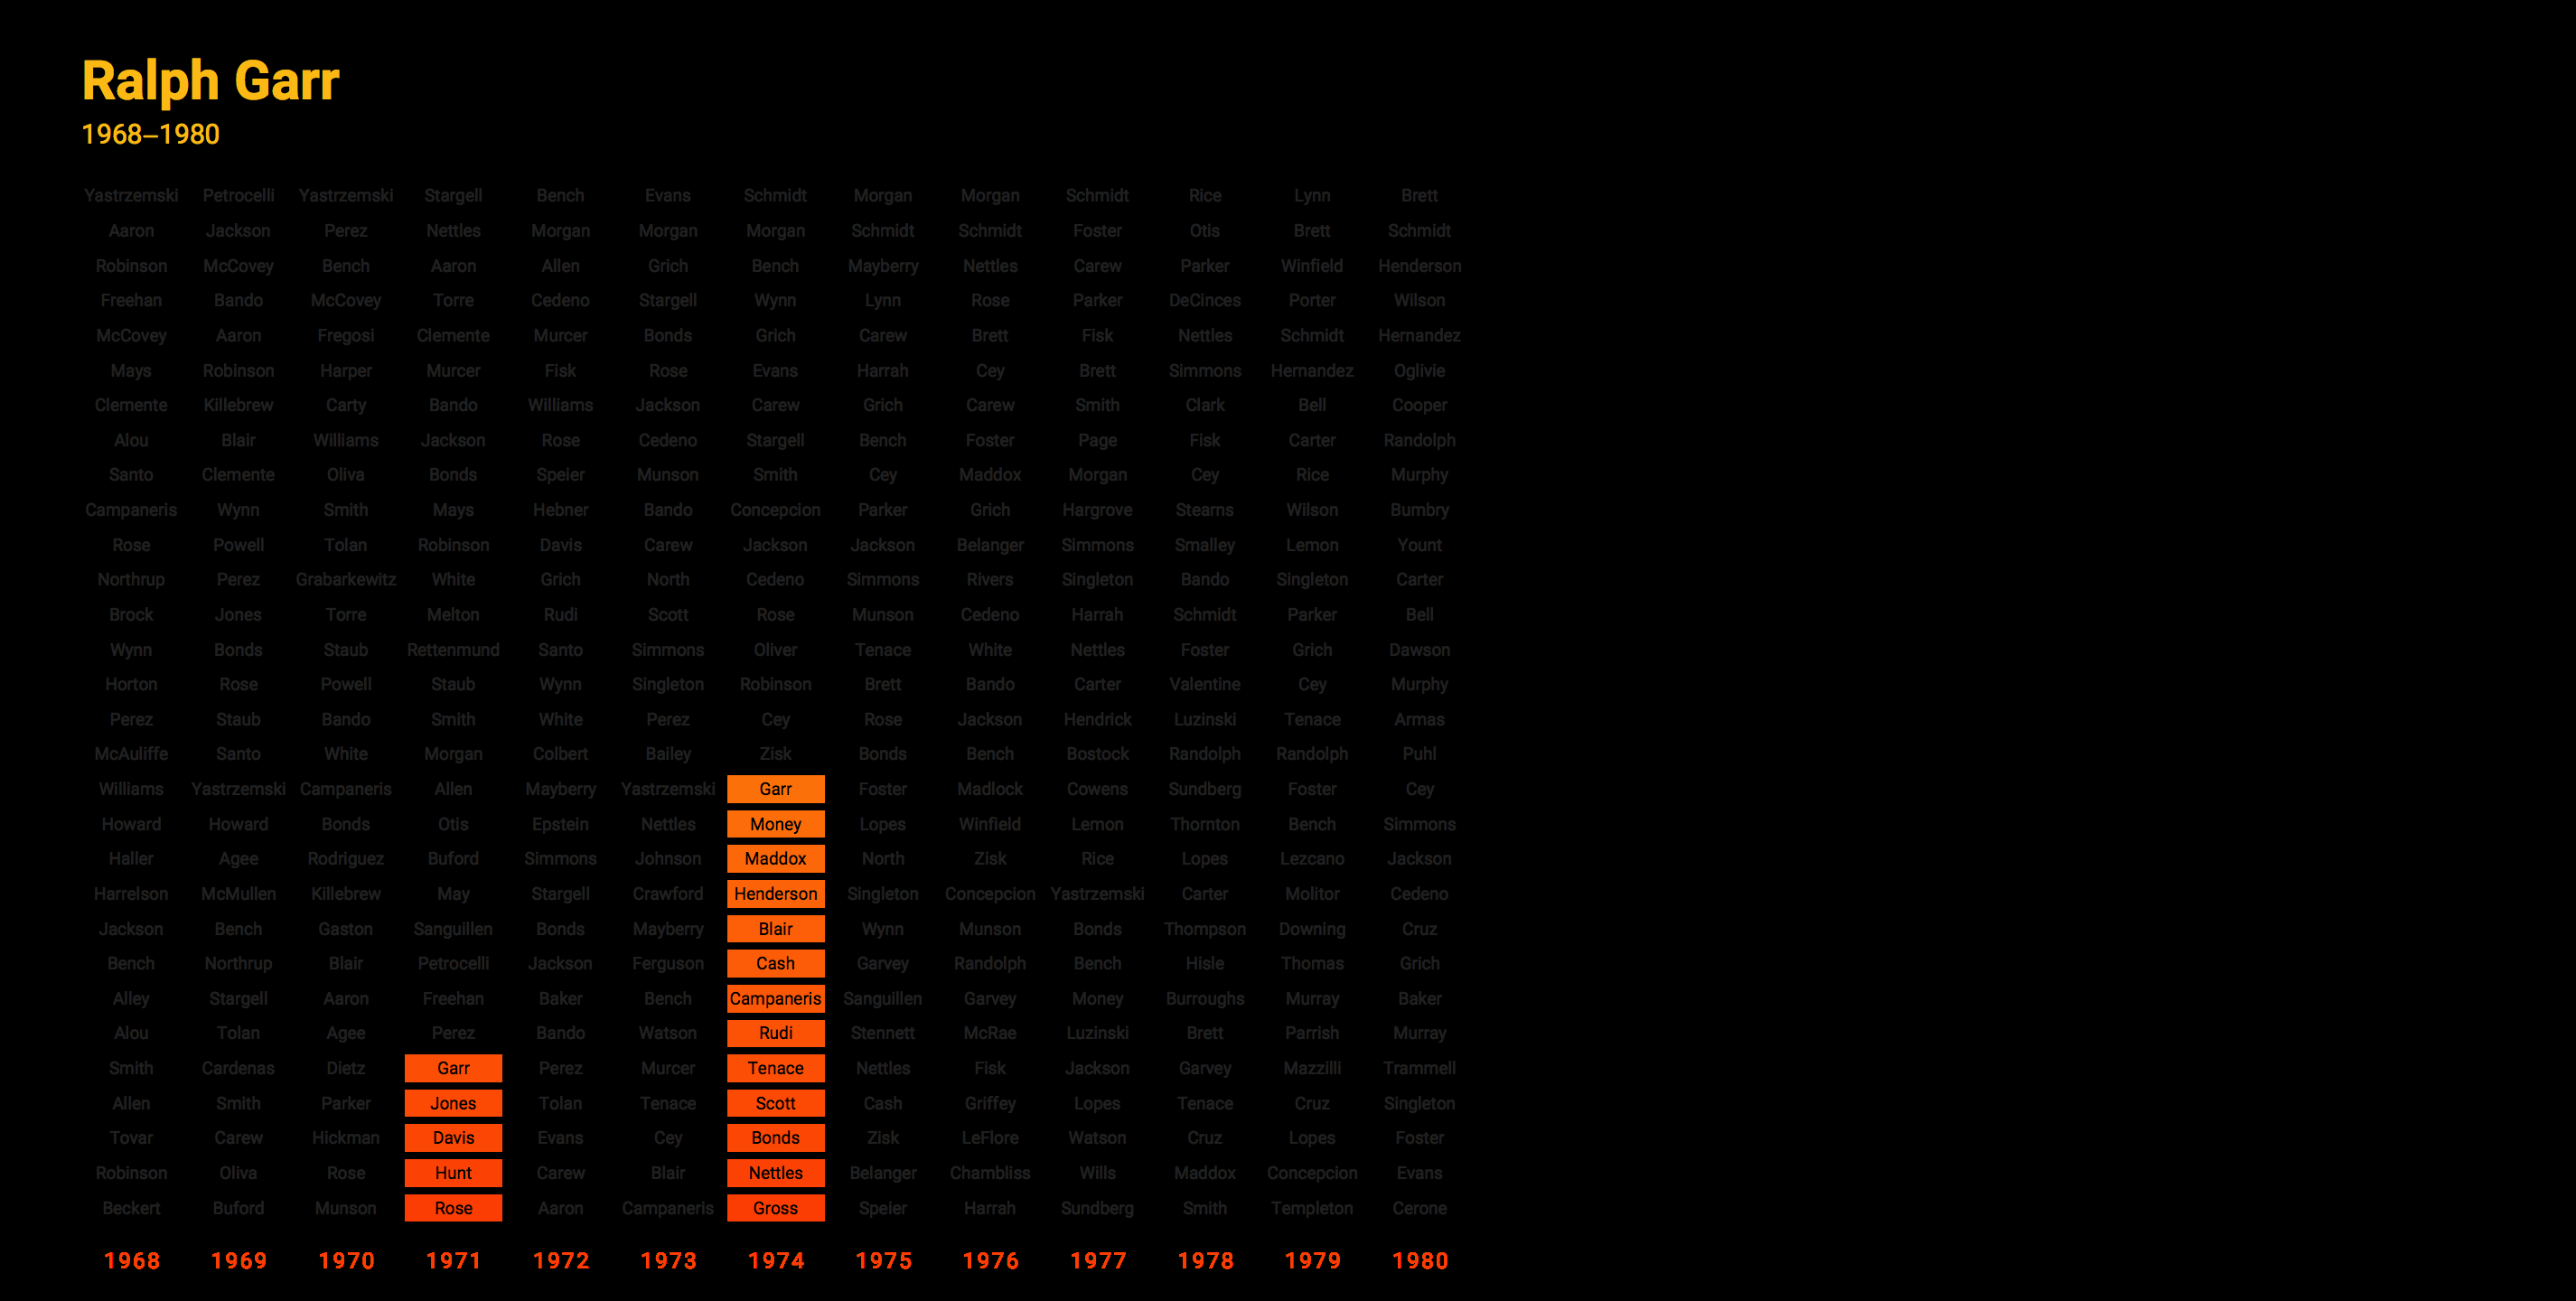 Ralph Garr
1968–1980
Yastrzemski Petrocelli Yastrzemski Stargell Bench Evans Schmidt Morgan Morgan Schmidt Rice Lynn Brett
Aaron Jackson Perez Nettles Morgan Morgan Morgan Schmidt Schmidt Foster Otis Brett Schmidt
Robinson McCovey Bench Aaron Allen Grich Bench Mayberry Nettles Carew Parker Winfield Henderson
Freehan Bando McCovey Torre Cedeno Stargell Wynn Lynn Rose Parker DeCinces Porter Wilson
McCovey Aaron Fregosi Clemente Murcer Bonds Grich Carew Brett Fisk Nettles Schmidt Hernandez
Mays Robinson Harper Murcer Fisk Rose Evans Harrah Cey Brett Simmons Hernandez Oglivie
Clemente Killebrew Carty Bando Williams Jackson Carew Grich Carew Smith Clark Bell Cooper
Alou Blair Williams Jackson Rose Cedeno Stargell Bench Foster Page Fisk Carter Randolph
Santo Clemente Oliva Bonds Speier Munson Smith Cey Maddox Morgan Cey Rice Murphy
Campaneris Wynn Smith Mays Hebner Bando Concepcion Parker Grich Hargrove Stearns Wilson Bumbry
Rose Powell Tolan Robinson Davis Carew Jackson Jackson Belanger Simmons Smalley Lemon Yount
Northrup Perez Grabarkewitz White Grich North Cedeno Simmons Rivers Singleton Bando Singleton Carter
Brock Jones Torre Melton Rudi Scott Rose Munson Cedeno Harrah Schmidt Parker Bell
Wynn Bonds Staub Rettenmund Santo Simmons Oliver Tenace White Nettles Foster Grich Dawson
Horton Rose Powell Staub Wynn Singleton Robinson Brett Bando Carter Valentine Cey Murphy
Perez Staub Bando Smith White Perez Cey Rose Jackson Hendrick Luzinski Tenace Armas
McAuliffe Santo White Morgan Colbert Bailey Zisk Bonds Bench Bostock Randolph Randolph Puhl
Williams Yastrzemski Campaneris Allen Mayberry Yastrzemski Garr Foster Madlock Cowens Sundberg Foster Cey
Howard Howard Bonds Otis Epstein Nettles Money Lopes Winfield Lemon Thornton Bench Simmons
Haller Agee Rodriguez Buford Simmons Johnson Maddox North Zisk Rice Lopes Lezcano Jackson
Harrelson McMullen Killebrew May Stargell Crawford Henderson Singleton Concepcion Yastrzemski Carter Molitor Cedeno
Jackson Bench Gaston Sanguillen Bonds Mayberry Blair Wynn Munson Bonds Thompson Downing Cruz
Bench Northrup Blair Petrocelli Jackson Ferguson Cash Garvey Randolph Bench Hisle Thomas Grich
Alley Stargell Aaron Freehan Baker Bench Campaneris Sanguillen Garvey Money Burroughs Murray Baker
Alou Tolan Agee Perez Bando Watson Rudi Stennett McRae Luzinski Brett Parrish Murray
Smith Cardenas Dietz Garr Perez Murcer Tenace Nettles Fisk Jackson Garvey Mazzilli Trammell
Allen Smith Parker Jones Tolan Tenace Scott Cash Griffey Lopes Tenace Cruz Singleton
Tovar Carew Hickman Davis Evans Cey Bonds Zisk LeFlore Watson Cruz Lopes Foster
Robinson Oliva Rose Hunt Carew Blair Nettles Belanger Chambliss Wills Maddox Concepcion Evans
Beckert Buford Munson Rose Aaron Campaneris Gross Speier Harrah Sundberg Smith Templeton Cerone
1968 1969 1970 1971 1972 1973 1974 1975 1976 1977 1978 1979 1980